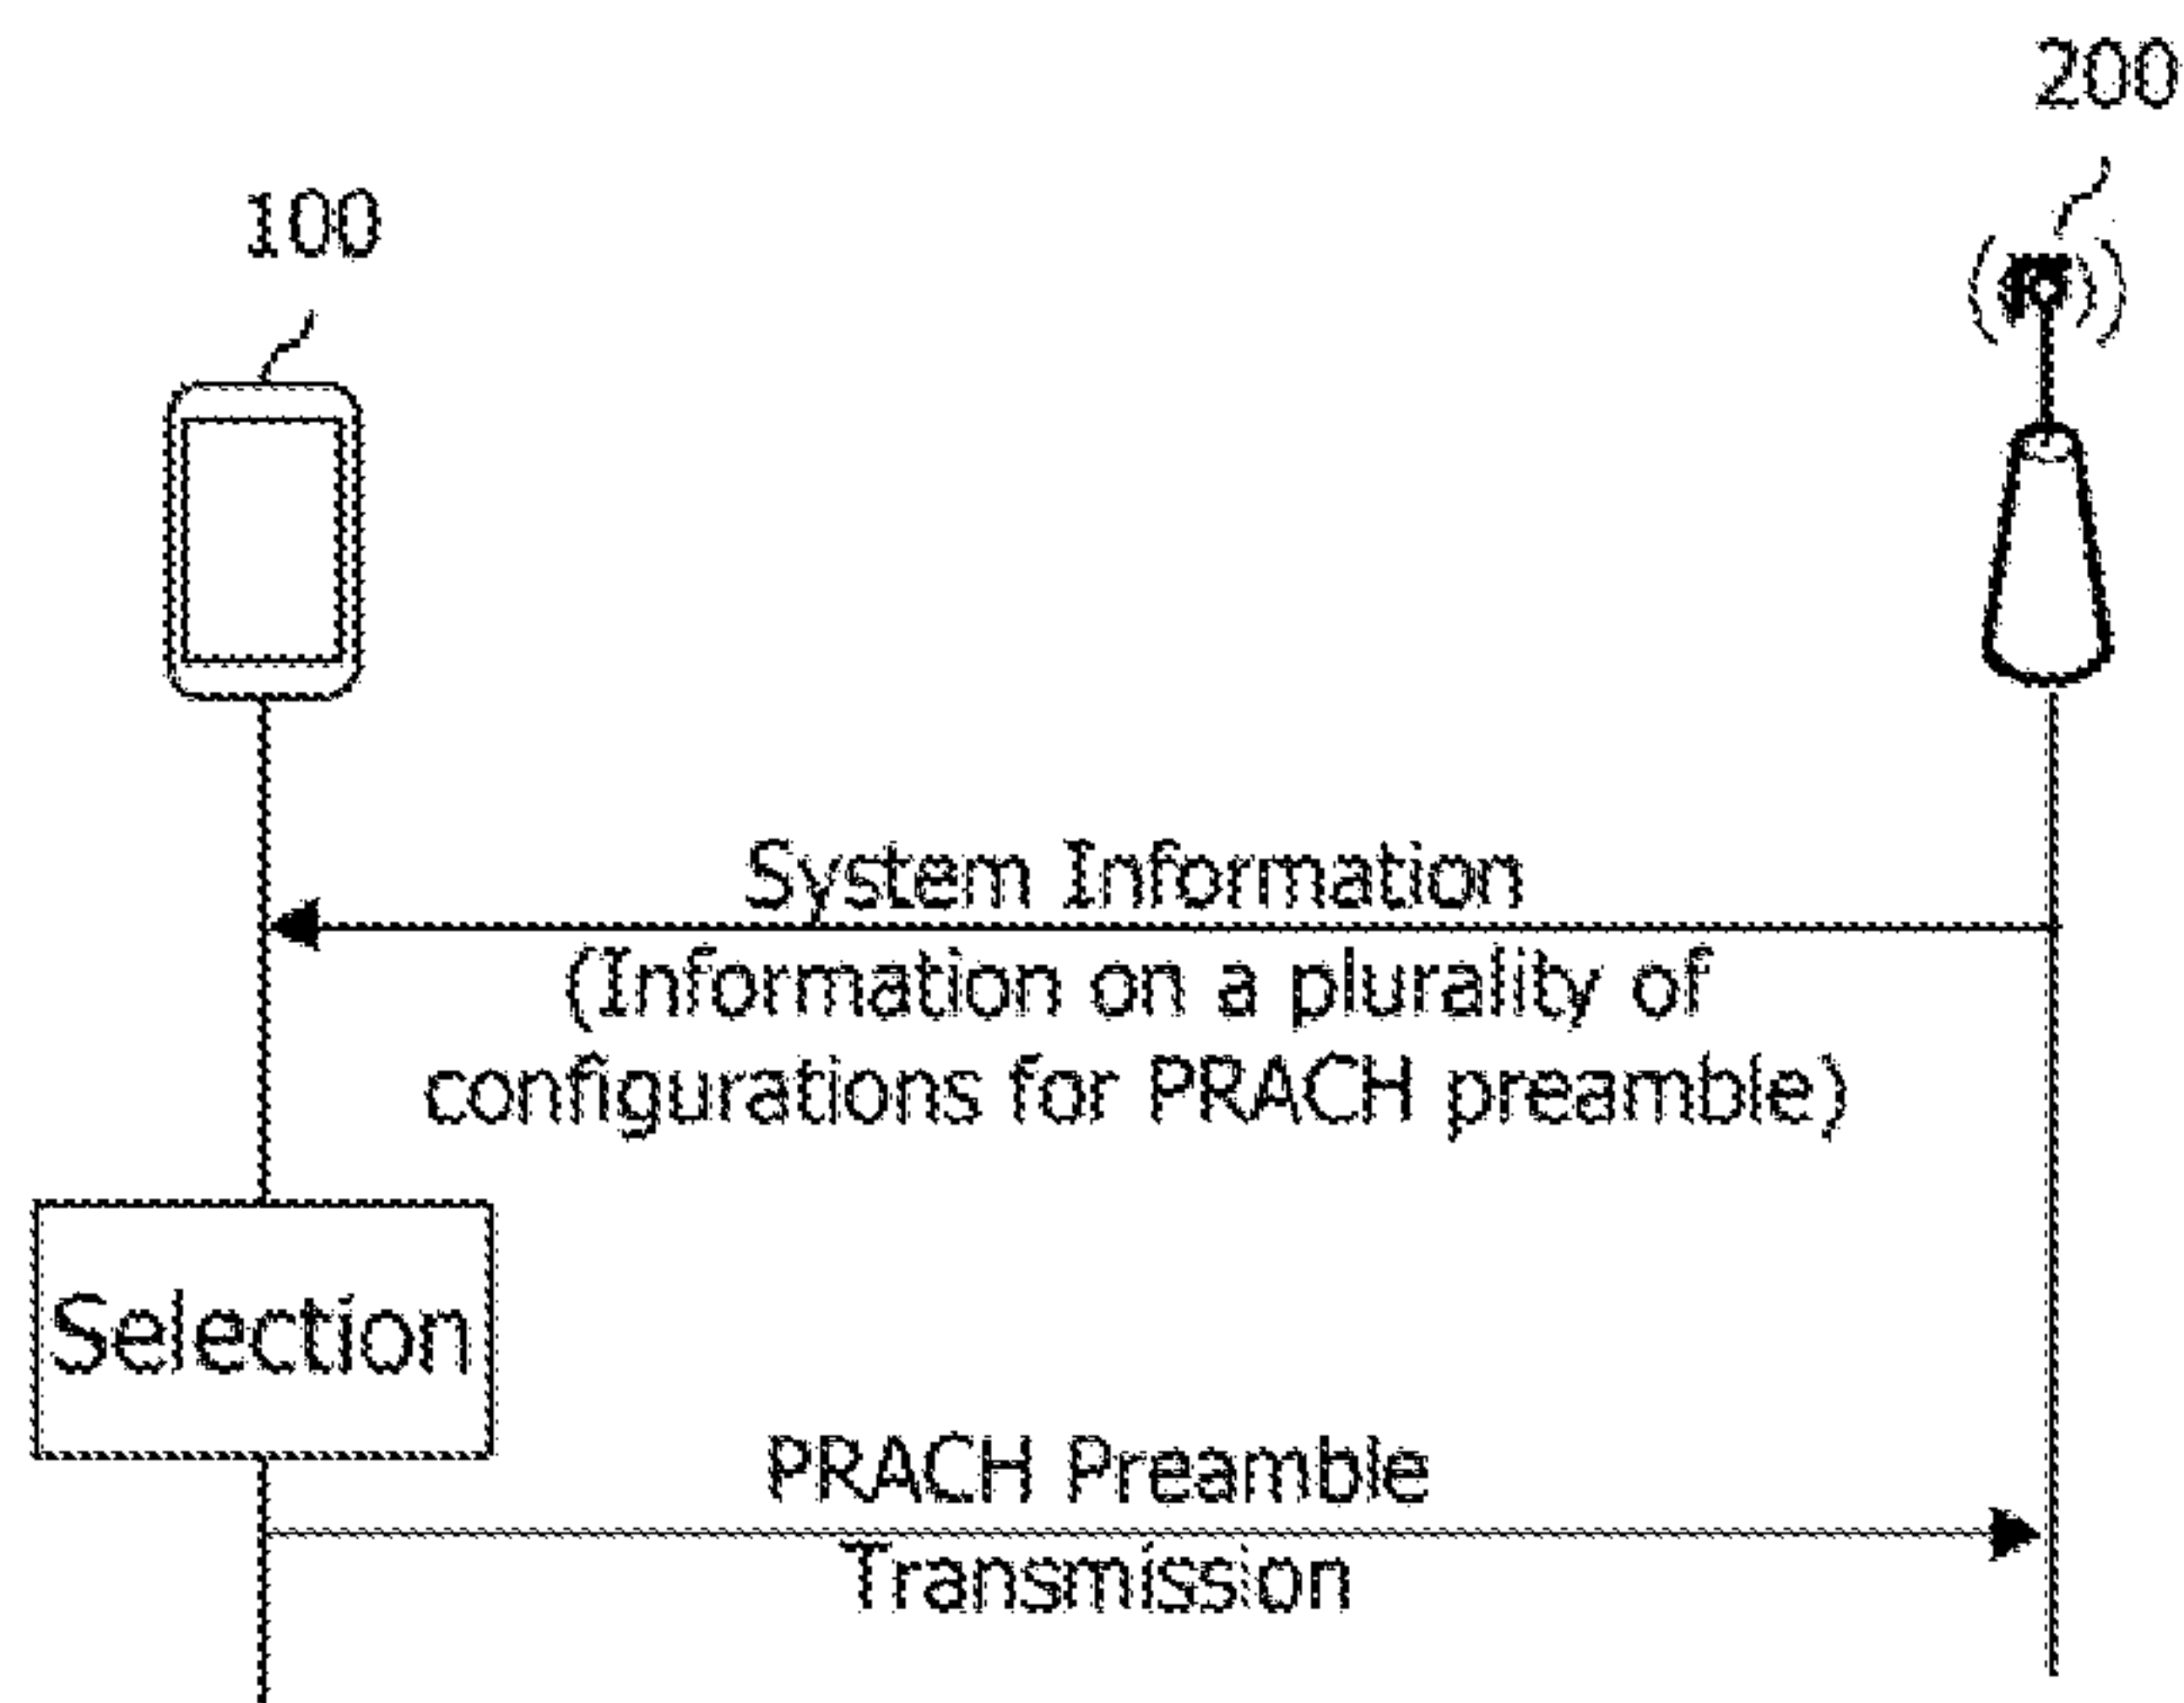 200
100
System Information
(Information on a plurality of
configurations for PRACH preamble)
Selection
PRACH Preamble
Transmission